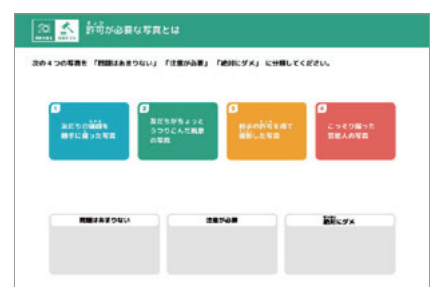 許可が必要な写真とは
次の4つの写真を 「問題はあまりない」 「注意が必要」 「絶対にダメ」 に分類してください。
1
友だちの寝顔を
勝手に撮った写真
2
友だちがちょっと
うつりこんだ風景
の写真
3
相手の許可を得て
撮影した写真
4
こっそり撮った
芸能人の写真
問題はあまりない
注意が必要
絶対にダメ